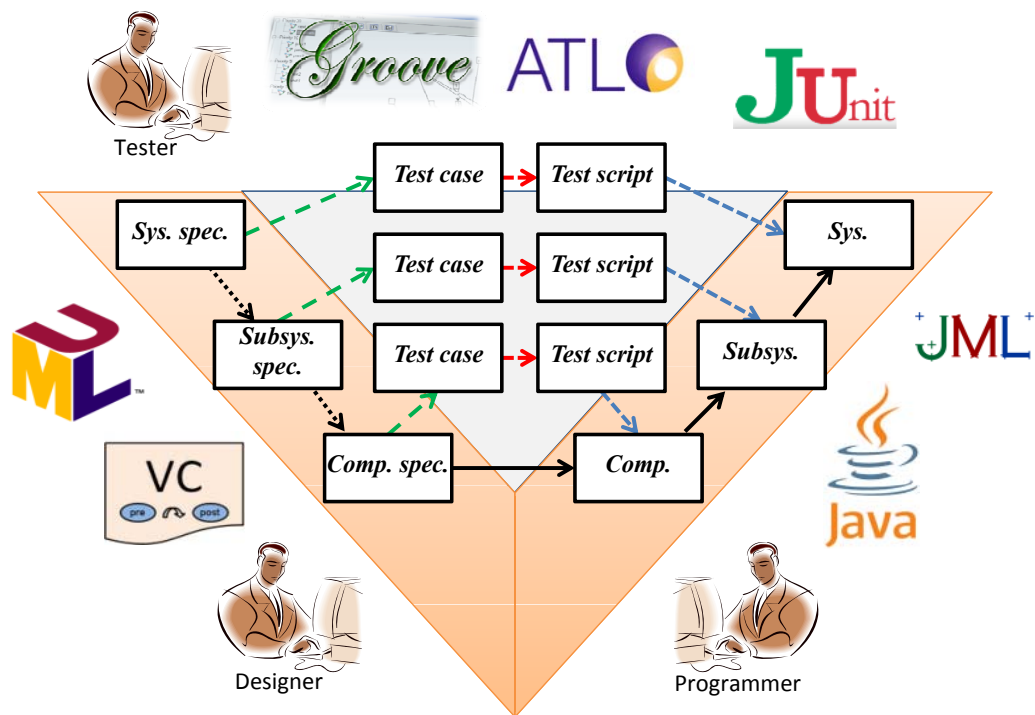 Groove
ATL
JUnit
Tester
Test case
Test script
Sys. spec.
Sys.
Test case
Test script
UML™
Subsys.
spec.
Test case
Test script
Subsys.
JML
VC
pre
post
Comp. spec.
Comp.
Java
Designer
Programmer